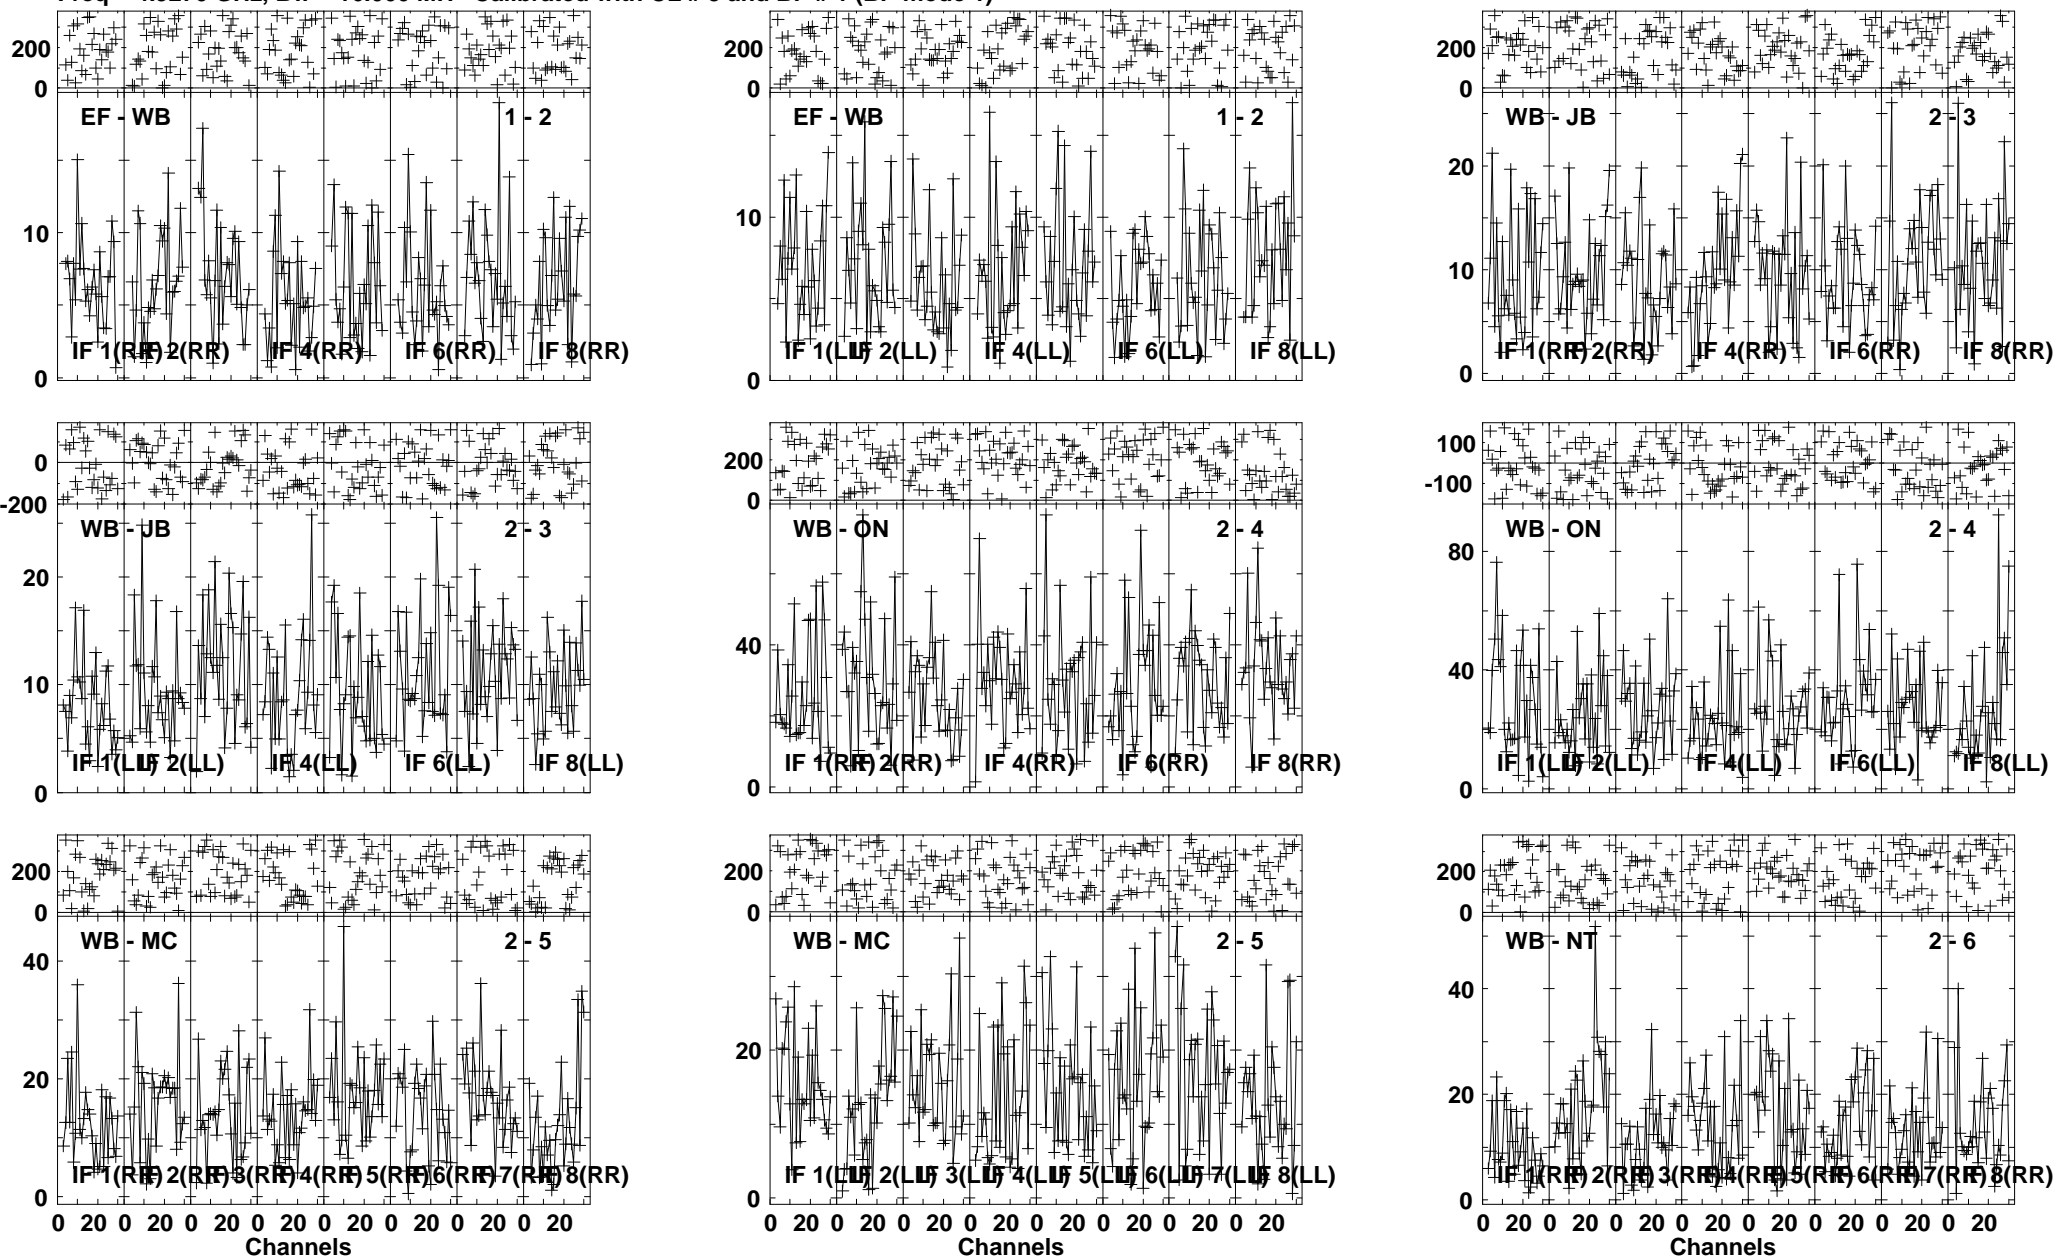 200
0
EF - WB 1 - 2
10
0
IF 1(RR) IF 2(RR) IF 4(RR) IF 6(RR) IF 8(RR)
200
0
EF - WB 1 - 2
10
0
IF 1(LL) IF 2(LL) IF 4(LL) IF 6(LL) IF 8(LL)
200
0
WB - JB 2 - 3
20
10
0
IF 1(RR) IF 2(RR) IF 4(RR) IF 6(RR) IF 8(RR)
0
-200
WB - JB 2 - 3
20
10
0
IF 1(LL) IF 2(LL) IF 4(LL) IF 6(LL) IF 8(LL)
200
0
WB - ON 2 - 4
40
0
IF 1(RR) IF 2(RR) IF 4(RR) IF 6(RR) IF 8(RR)
100
-100
WB - ON 2 - 4
80
40
0
IF 1(LL) IF 2(LL) IF 4(LL) IF 6(LL) IF 8(LL)
200
0
WB - MC 2 - 5
40
20
0
IF 1(RR) IF 2(RR) IF 3(RR) IF 4(RR) IF 5(RR) IF 6(RR) IF 7(RR) IF 8(RR)
0 20 0 20 0 20 0 20 0 20 0 20 0 20 0 20
Channels
200
0
WB - MC 2 - 5
20
0
IF 1(LL) IF 2(LL) IF 3(LL) IF 4(LL) IF 5(LL) IF 6(LL) IF 7(LL) IF 8(LL)
0 20 0 20 0 20 0 20 0 20 0 20 0 20 0 20
Channels
200
0
WB - NT 2 - 6
40
20
0
IF 1(RR) IF 2(RR) IF 3(RR) IF 4(RR) IF 5(RR) IF 6(RR) IF 7(RR) IF 8(RR)
0 20 0 20 0 20 0 20 0 20 0 20 0 20 0 20
Channels